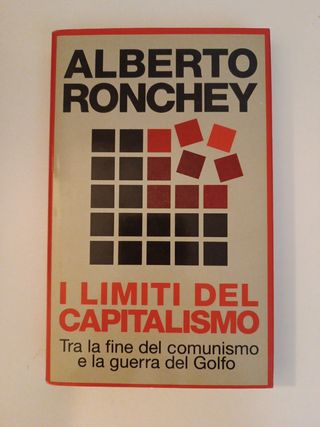 ALBERTO
RONCHEY
I LIMITI DEL
CAPITALISMO
Tra la fine del comunismo
e la guerra del Golfo